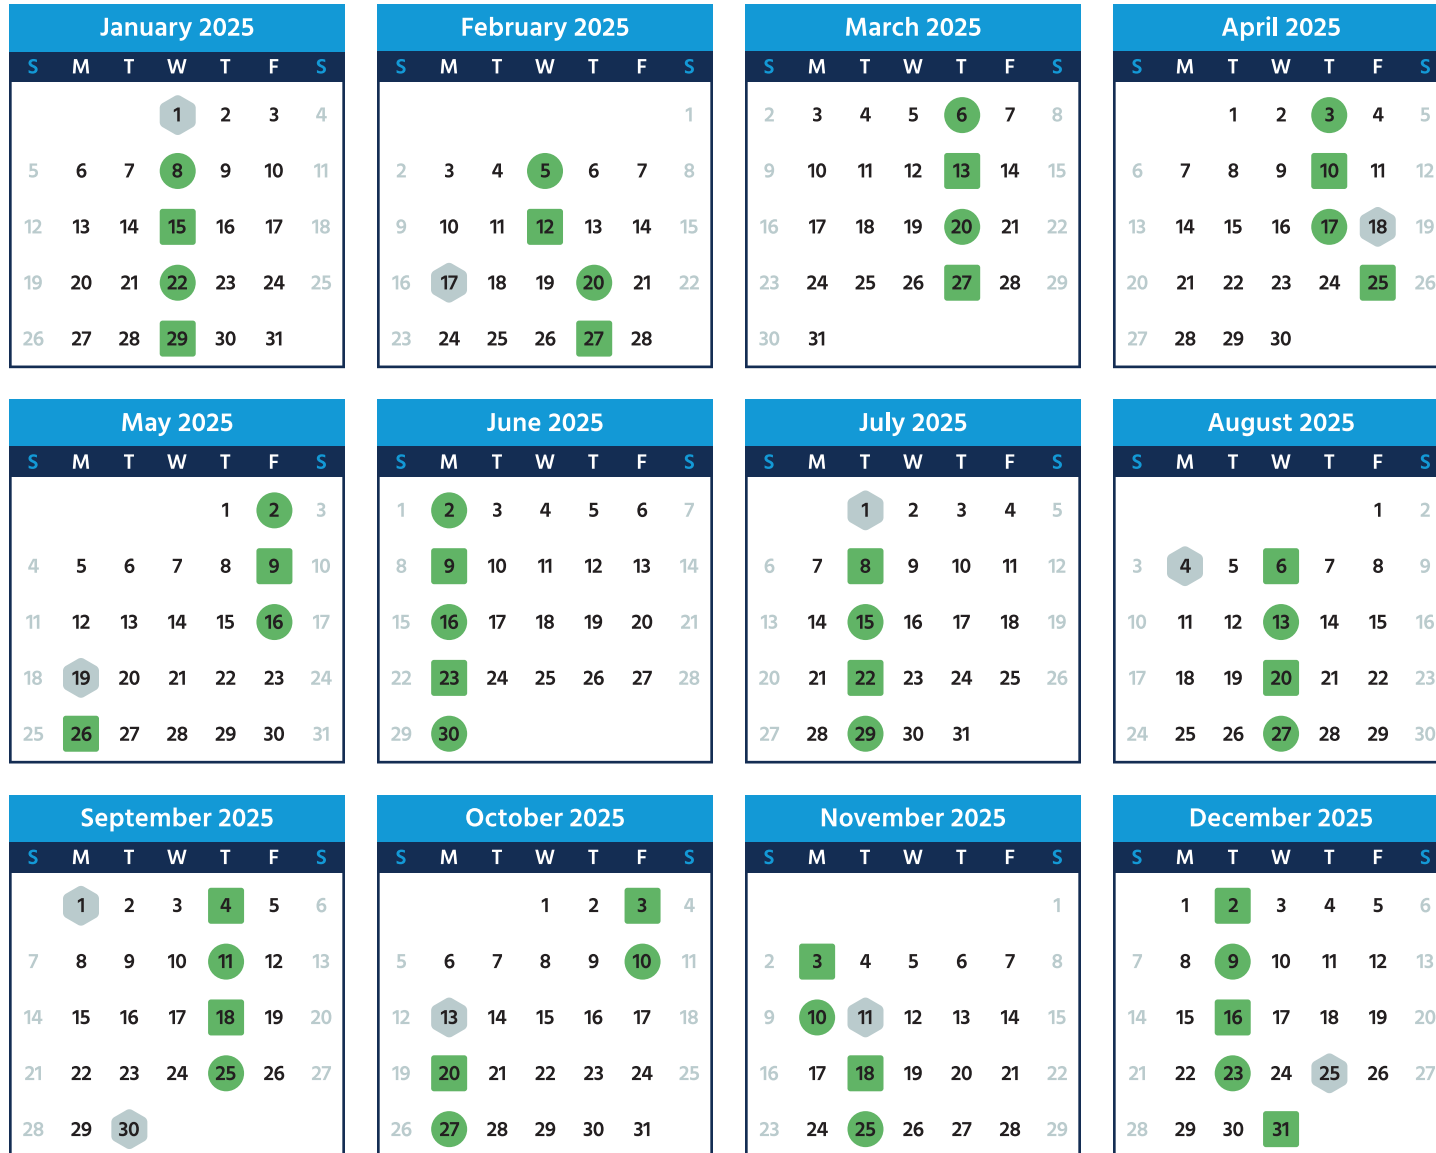 January 2025
S M T W T F S
1 2 3 4
5 6 7 8 9 10 11
12 13 14 15 16 17 18
19 20 21 22 23 24 25
26 27 28 29 30 31
February 2025
S M T W T F S
1
2 3 4 5 6 7 8
9 10 11 12 13 14 15
16 17 18 19 20 21 22
23 24 25 26 27 28
March 2025
S M T W T F S
2 3 4 5 6 7 8
9 10 11 12 13 14 15
16 17 18 19 20 21 22
23 24 25 26 27 28 29
30 31
April 2025
S M T W T F S
1 2 3 4 5
6 7 8 9 10 11 12
13 14 15 16 17 18 19
20 21 22 23 24 25 26
27 28 29 30
May 2025
S M T W T F S
1 2 3
4 5 6 7 8 9 10
11 12 13 14 15 16 17
18 19 20 21 22 23 24
25 26 27 28 29 30 31
June 2025
S M T W T F S
1 2 3 4 5 6 7
8 9 10 11 12 13 14
15 16 17 18 19 20 21
22 23 24 25 26 27 28
29 30
July 2025
S M T W T F S
1 2 3 4 5
6 7 8 9 10 11 12
13 14 15 16 17 18 19
20 21 22 23 24 25 26
27 28 29 30 31
August 2025
S M T W T F S
1 2
3 4 5 6 7 8 9
10 11 12 13 14 15 16
17 18 19 20 21 22 23
24 25 26 27 28 29 30
September 2025
S M T W T F S
1 2 3 4 5 6
7 8 9 10 11 12 13
14 15 16 17 18 19 20
21 22 23 24 25 26 27
28 29 30
October 2025
S M T W T F S
1 2 3 4
5 6 7 8 9 10 11
12 13 14 15 16 17 18
19 20 21 22 23 24 25
26 27 28 29 30 31
November 2025
S M T W T F S
1
2 3 4 5 6 7 8
9 10 11 12 13 14 15
16 17 18 19 20 21 22
23 24 25 26 27 28 29
December 2025
S M T W T F S
1 2 3 4 5 6
7 8 9 10 11 12 13
14 15 16 17 18 19 20
21 22 23 24 25 26 27
28 29 30 31